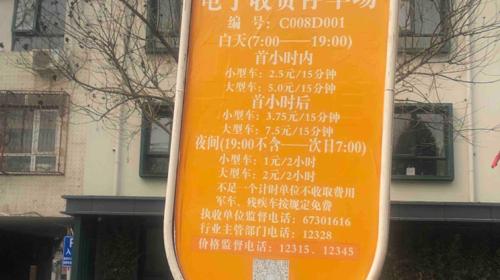 电子收费停车场
编 号: C008D001
白天(7:00——19:00)
首小时内
小型车: 2.5元/15分钟
大型车: 5.0元/15分钟
首小时后
小型车: 3.75元/15分钟
大型车: 7.5元/15分钟
夜间(19:00不含——次日7:00)
小型车: 1元/2小时
大型车: 2元/2小时
不足一个计时单位不收取费用
军车、残疾车按规定免费
执收单位监督电话: 67301616
行业主管部门电话: 12328
价格监督电话: 12315、12345
P